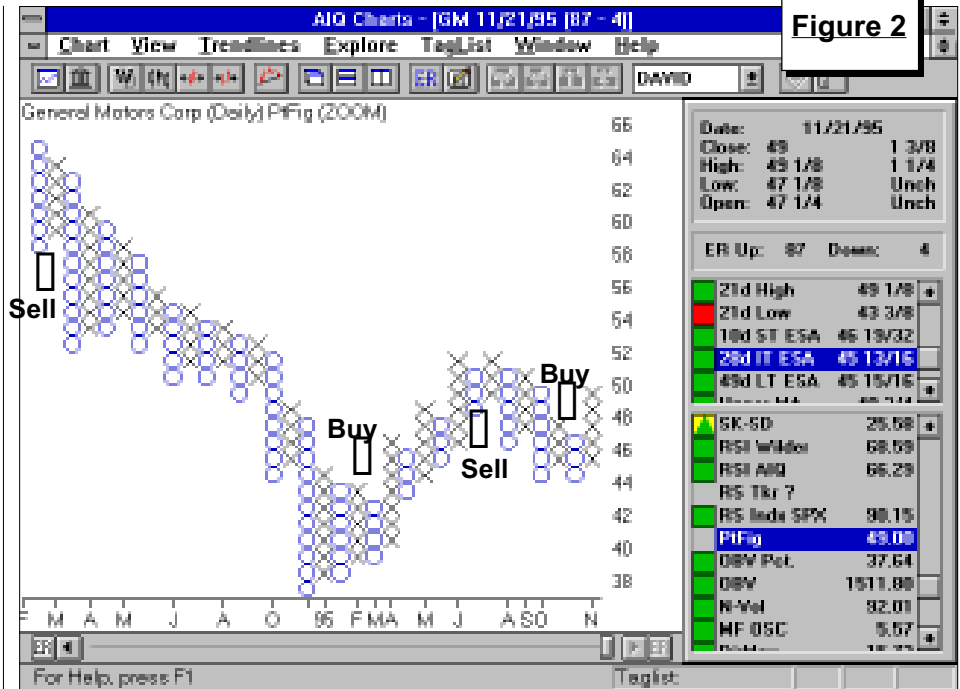 AIQ Charts - [GM 11/21/95 (87 - 4)]
Figure 2
Chart View Trendlines Explore TagList Window Help
ER DAVID
General Motors Corp (Daily) PtFig (ZOOM)
66
64
62
60
58
56
54
52
50
48
46
44
42
40
38
Sell
Buy
Sell
Buy
F M A M J A O 95 F M A M J A S O N
Date: 11/21/95
Close: 49 1 3/8
High: 49 1/8 1 1/4
Low: 47 1/8 Unch
Open: 47 1/4 Unch
ER Up: 87 Down: 4
21d High 49 1/8
21d Low 43 3/8
10d ST ESA 46 19/32
28d IT ESA 45 13/16
49d LT ESA 45 15/16
SK-SD 25.58
RSI Wilder 68.59
RSI AIQ 66.29
RS Tkr ?
RS Indx SPX 90.15
PtFig 49.00
OBV Pct. 37.64
OBV 1511.80
N-Vol 92.01
MF OSC 5.57
ER ER
For Help, press F1
Taglist: